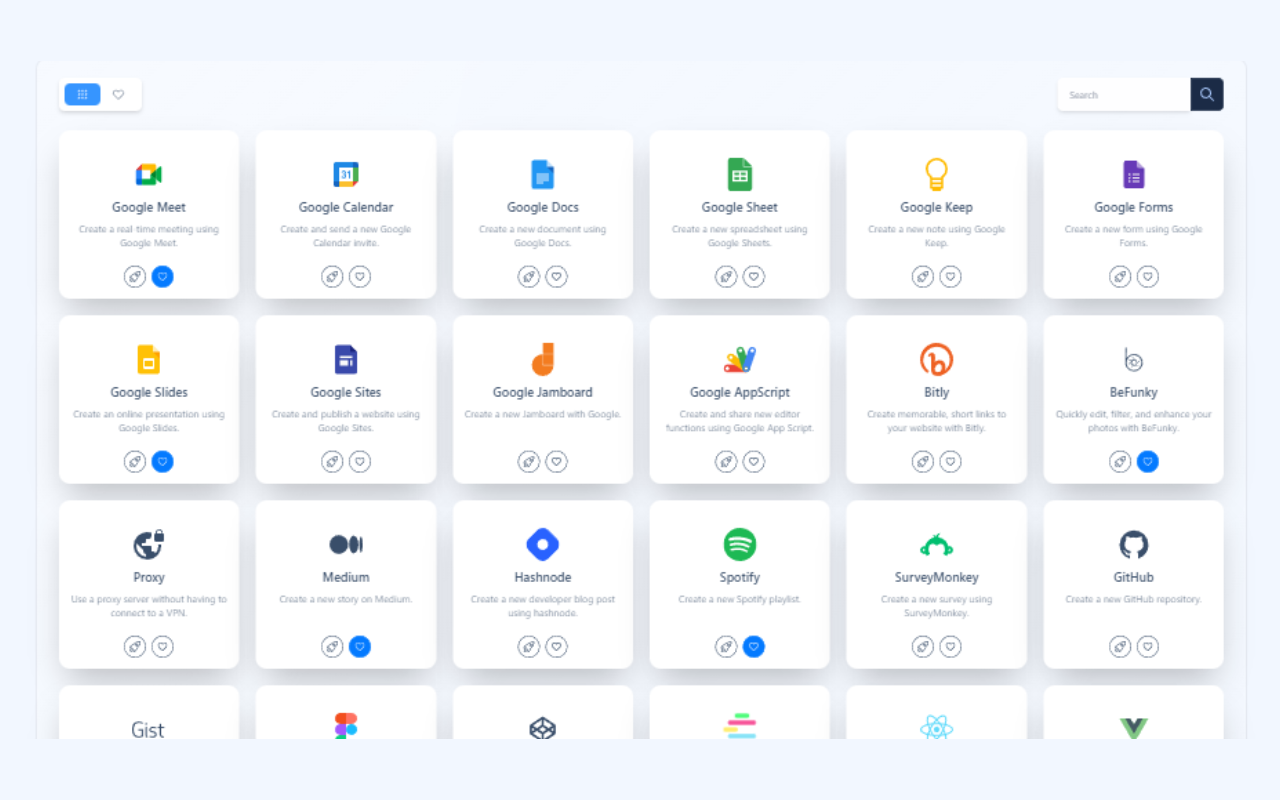 Search
Google Meet
Create a real-time meeting using
Google Meet.
31
Google Calendar
Create and send a new Google
Calendar invite.
Google Docs
Create a new document using
Google Docs.
Google Sheet
Create a new spreadsheet using
Google Sheets.
Google Keep
Create a new note using Google
Keep.
Google Forms
Create a new form using Google
Forms.
Google Slides
Create an online presentation using
Google Slides.
Google Sites
Create and publish a website using
Google Sites.
Google Jamboard
Create a new Jamboard with Google.
Google AppScript
Create and share new editor
functions using Google App Script.
Bitly
Create memorable, short links to
your website with Bitly.
BeFunky
Quickly edit, filter, and enhance your
photos with BeFunky.
Proxy
Use a proxy server without having to
connect to a VPN.
Medium
Create a new story on Medium.
Hashnode
Create a new developer blog post
using hashnode.
Spotify
Create a new Spotify playlist.
SurveyMonkey
Create a new survey using
SurveyMonkey.
GitHub
Create a new GitHub repository.
Gist